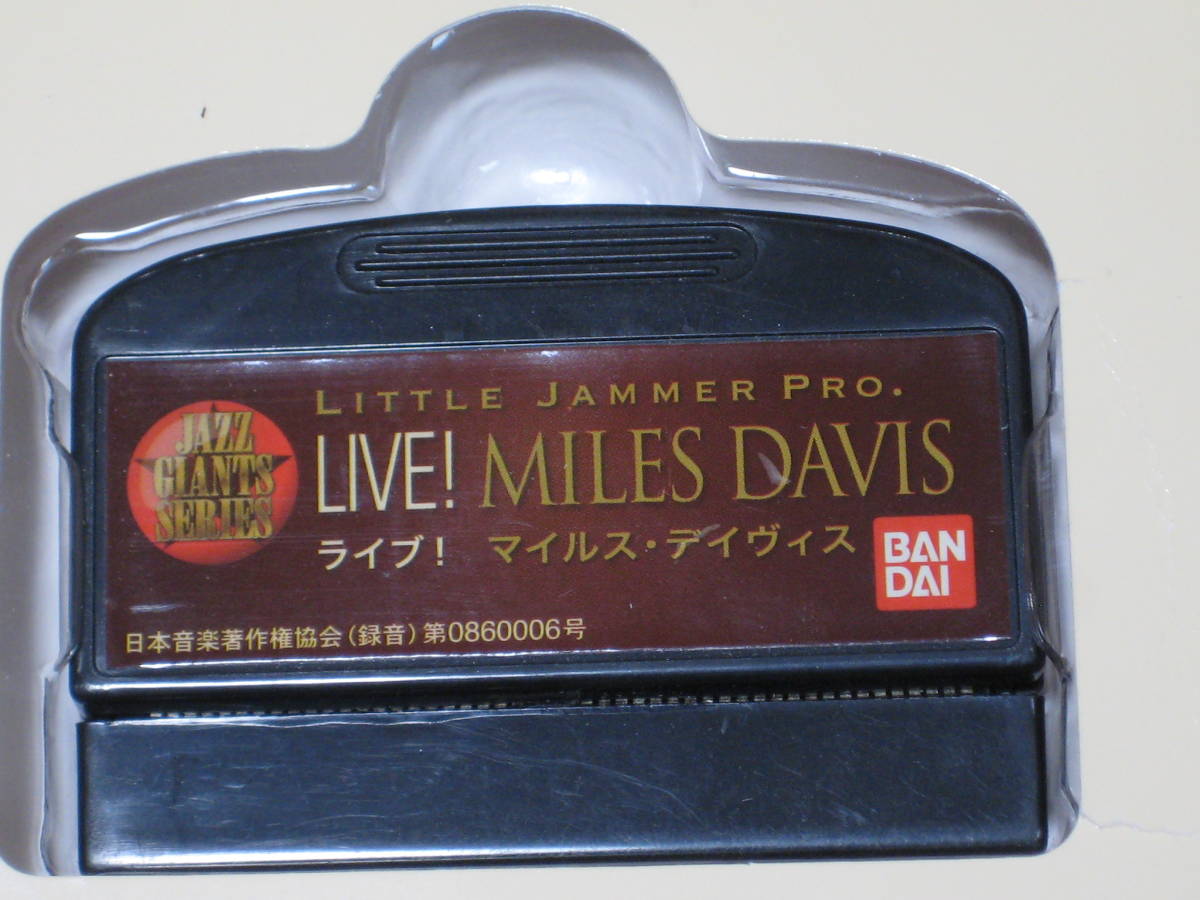 LITTLE JAMMER PRO.
JAZZ
GIANTS
SERIES
LIVE! MILES DAVIS
ライブ! マイルス・デイヴィス
BAN
DAI
日本音楽著作権協会(録音)第0860006号